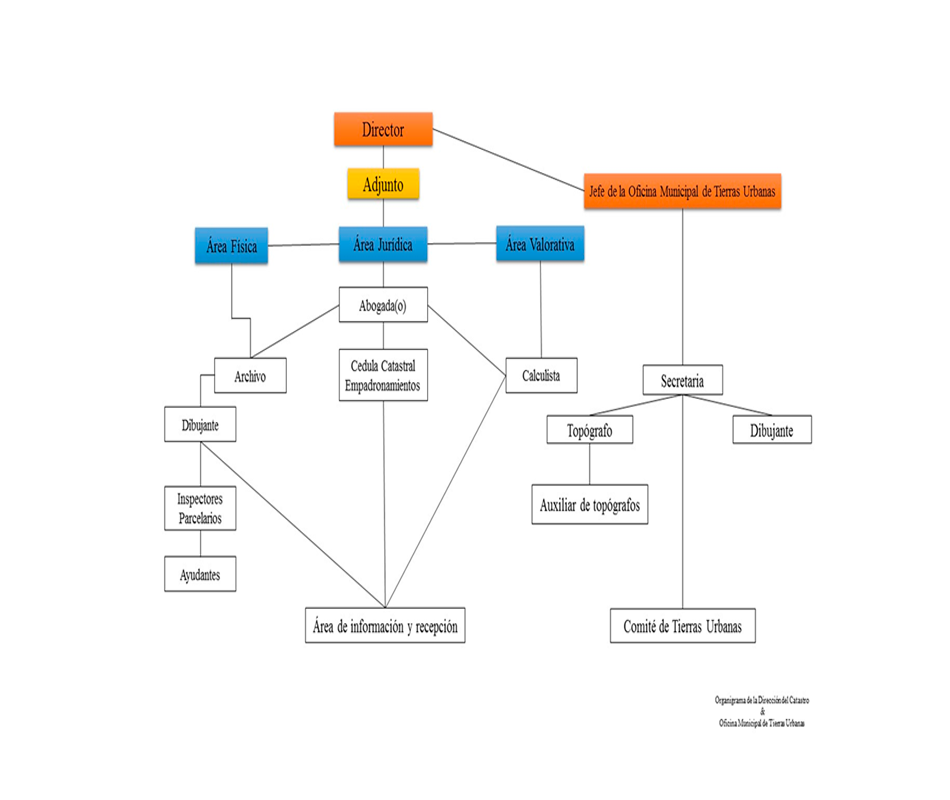 Director
Adjunto
Jefe de la Oficina Municipal de Tierras Urbanas
Área Física
Área Jurídica
Área Valorativa
Abogada(o)
Archivo
Cedula Catastral
Empadronamientos
Calculista
Secretaria
Dibujante
Topógrafo
Dibujante
Inspectores
Parcelarios
Auxiliar de topógrafos
Ayudantes
Área de información y recepción
Comité de Tierras Urbanas
Organigrama de la Dirección del Catastro
&
Oficina Municipal de Tierras Urbanas